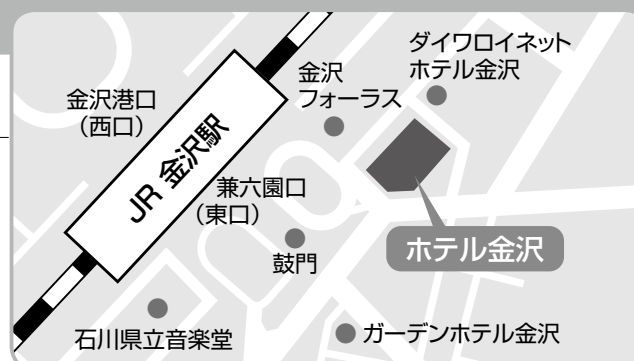 ダイワロイネット
ホテル金沢
金沢
フォーラス
金沢港口
（西口）
JR 金沢駅
兼六園口
（東口）
鼓門
ホテル金沢
石川県立音楽堂
ガーデンホテル金沢